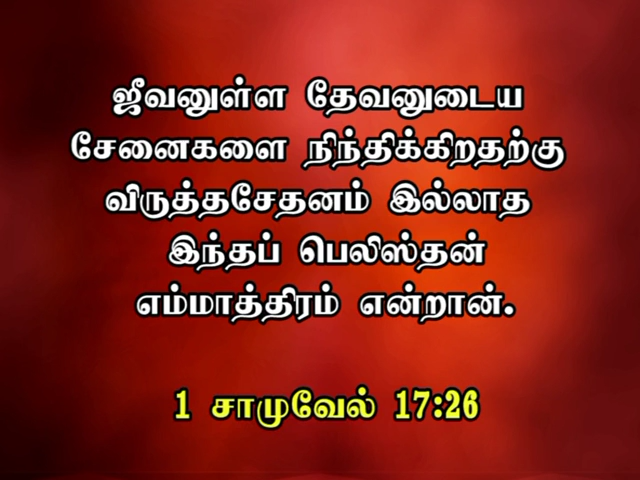 ஜீவனுள்ள தேவனுடைய
சேனைகளை நிந்திக்கிறதற்கு
விருத்தசேதனம் இல்லாத
இந்தப் பெலிஸ்தன்
எம்மாத்திரம் என்றான்.
1 சாமுவேல் 17:26